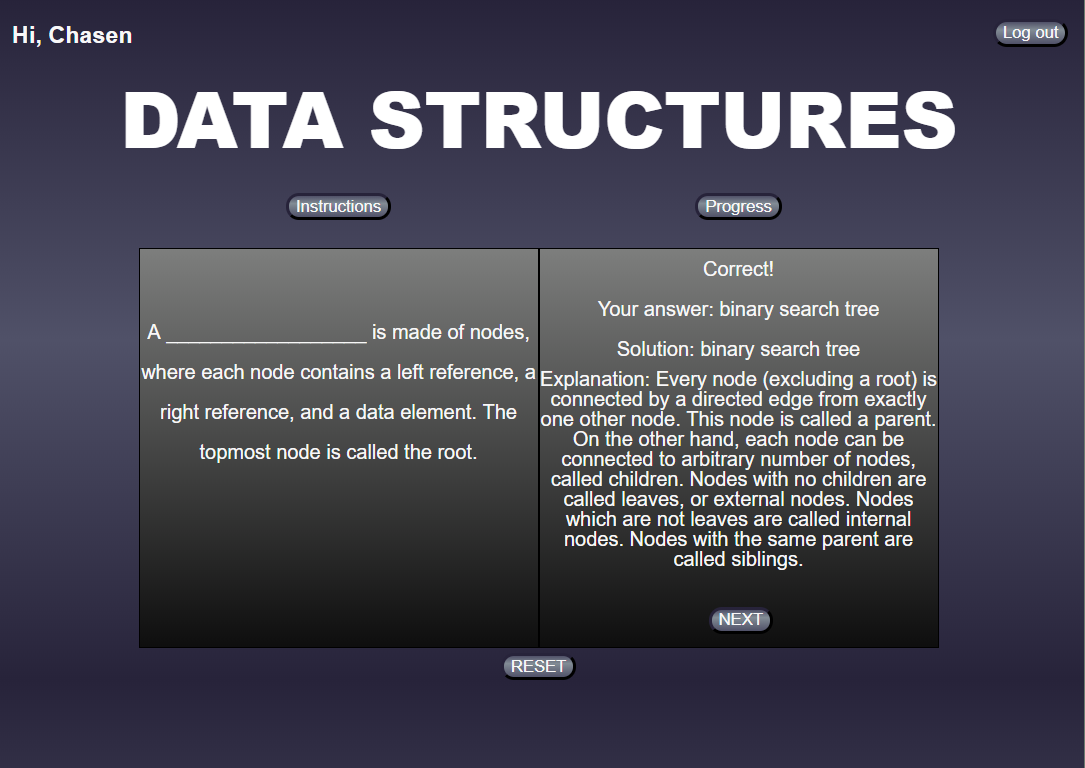 Hi, Chasen
Log out
DATA STRUCTURES
Instructions
Progress
A ___________________ is made of nodes,
where each node contains a left reference, a
right reference, and a data element. The
topmost node is called the root.
Correct!
Your answer: binary search tree
Solution: binary search tree
Explanation: Every node (excluding a root) is
connected by a directed edge from exactly
one other node. This node is called a parent.
On the other hand, each node can be
connected to arbitrary number of nodes,
called children. Nodes with no children are
called leaves, or external nodes. Nodes
which are not leaves are called internal
nodes. Nodes with the same parent are
called siblings.
NEXT
RESET